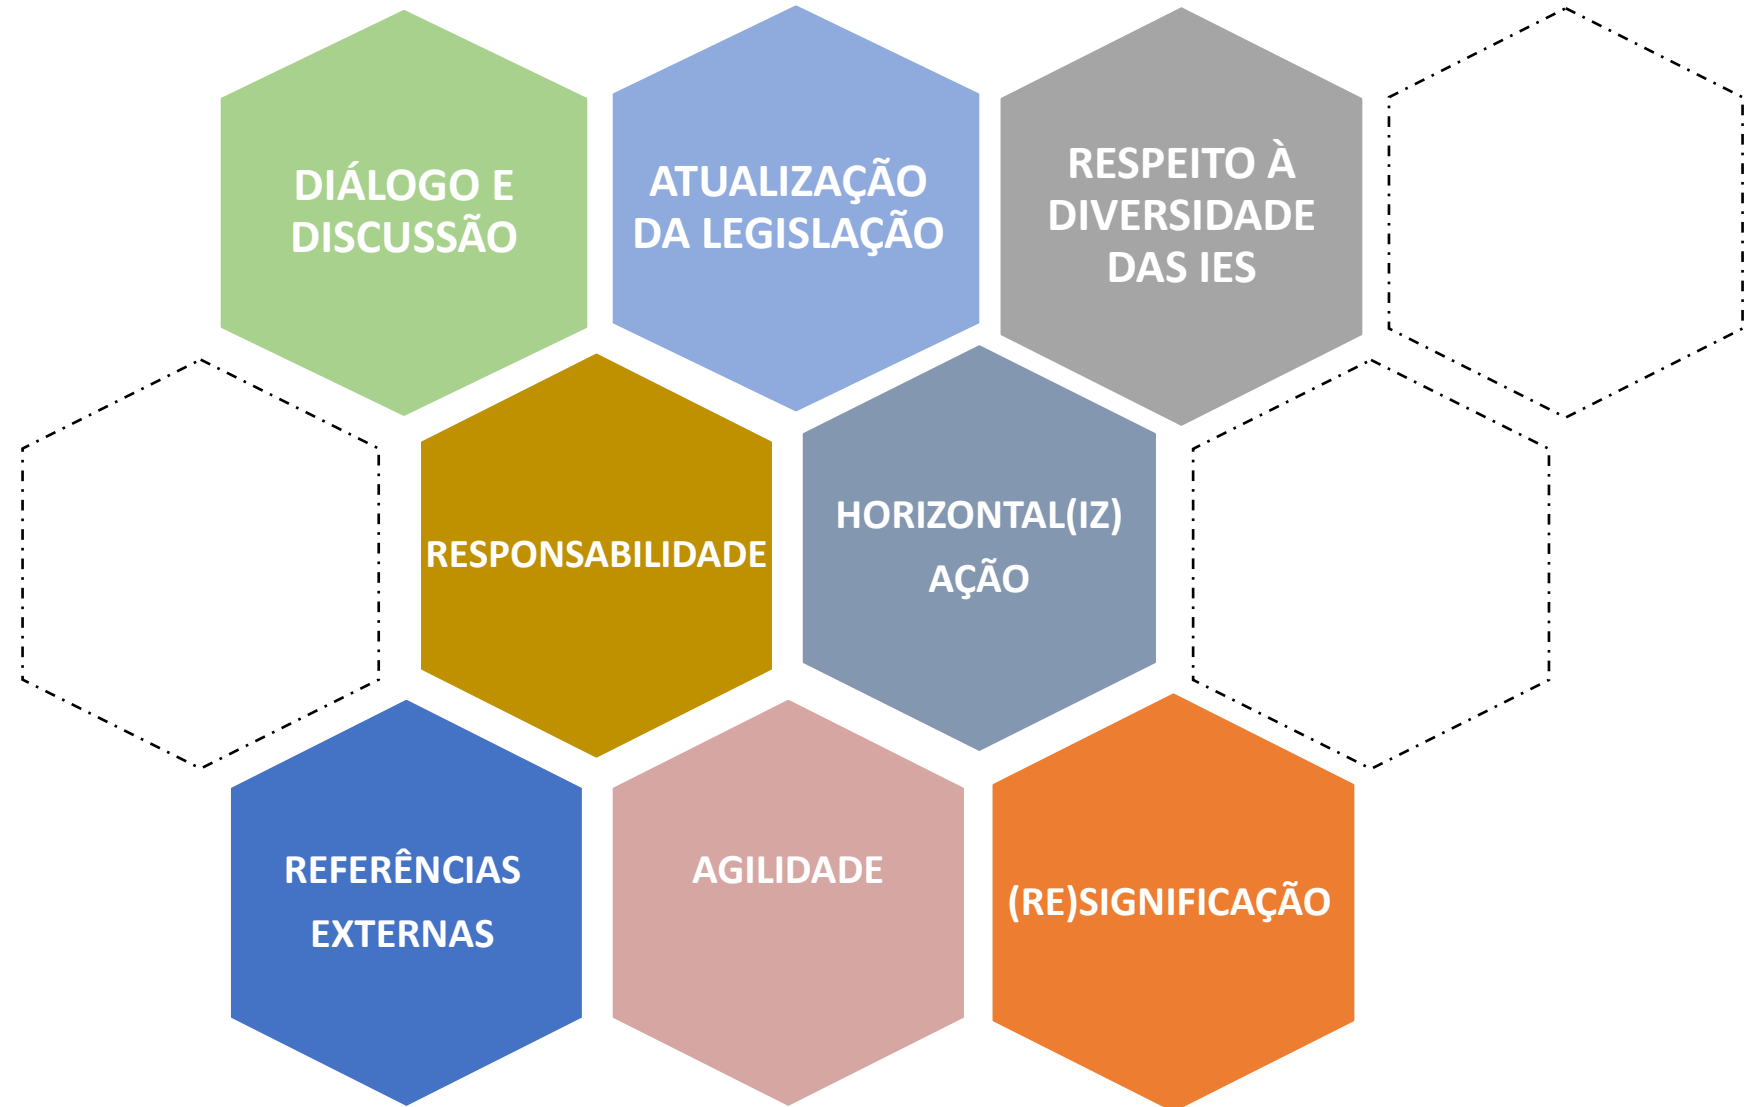 DIÁLOGO E
DISCUSSÃO
ATUALIZAÇÃO
DA LEGISLAÇÃO
RESPEITO À
DIVERSIDADE
DAS IES
RESPONSABILIDADE
HORIZONTAL(IZ)
AÇÃO
REFERÊNCIAS
EXTERNAS
AGILIDADE
(RE)SIGNIFICAÇÃO